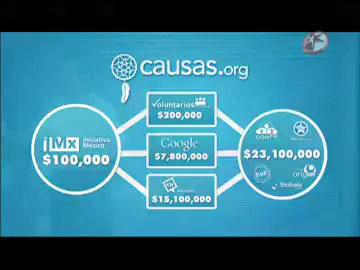 causas.org
Voluntarios
$200,000
iMx Iniciativa
México
$100,000
Google
$7,800,000
$15,100,000
$23,100,000
origen